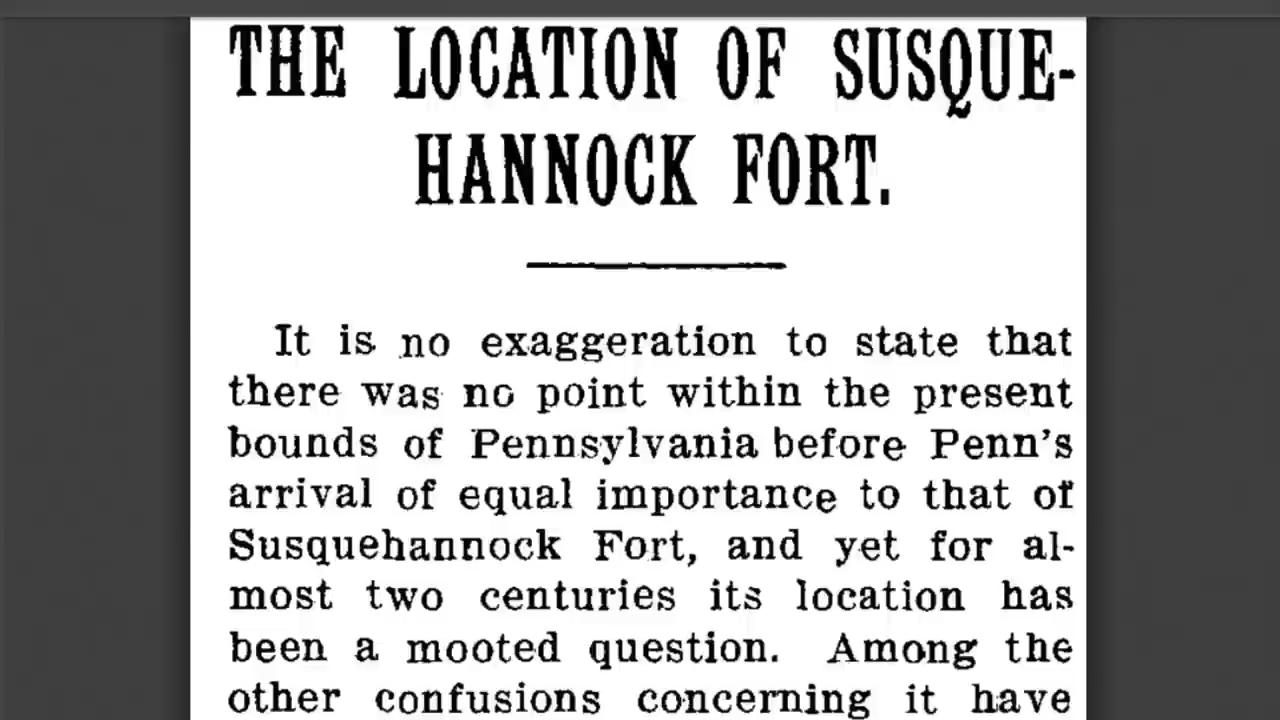 THE LOCATION OF SUSQUE-
HANNOCK FORT.
It is no exaggeration to state that
there was no point within the present
bounds of Pennsylvania before Penn's
arrival of equal importance to that of
Susquehannock Fort, and yet for al-
most two centuries its location has
been a mooted question. Among the
other confusions concerning it have